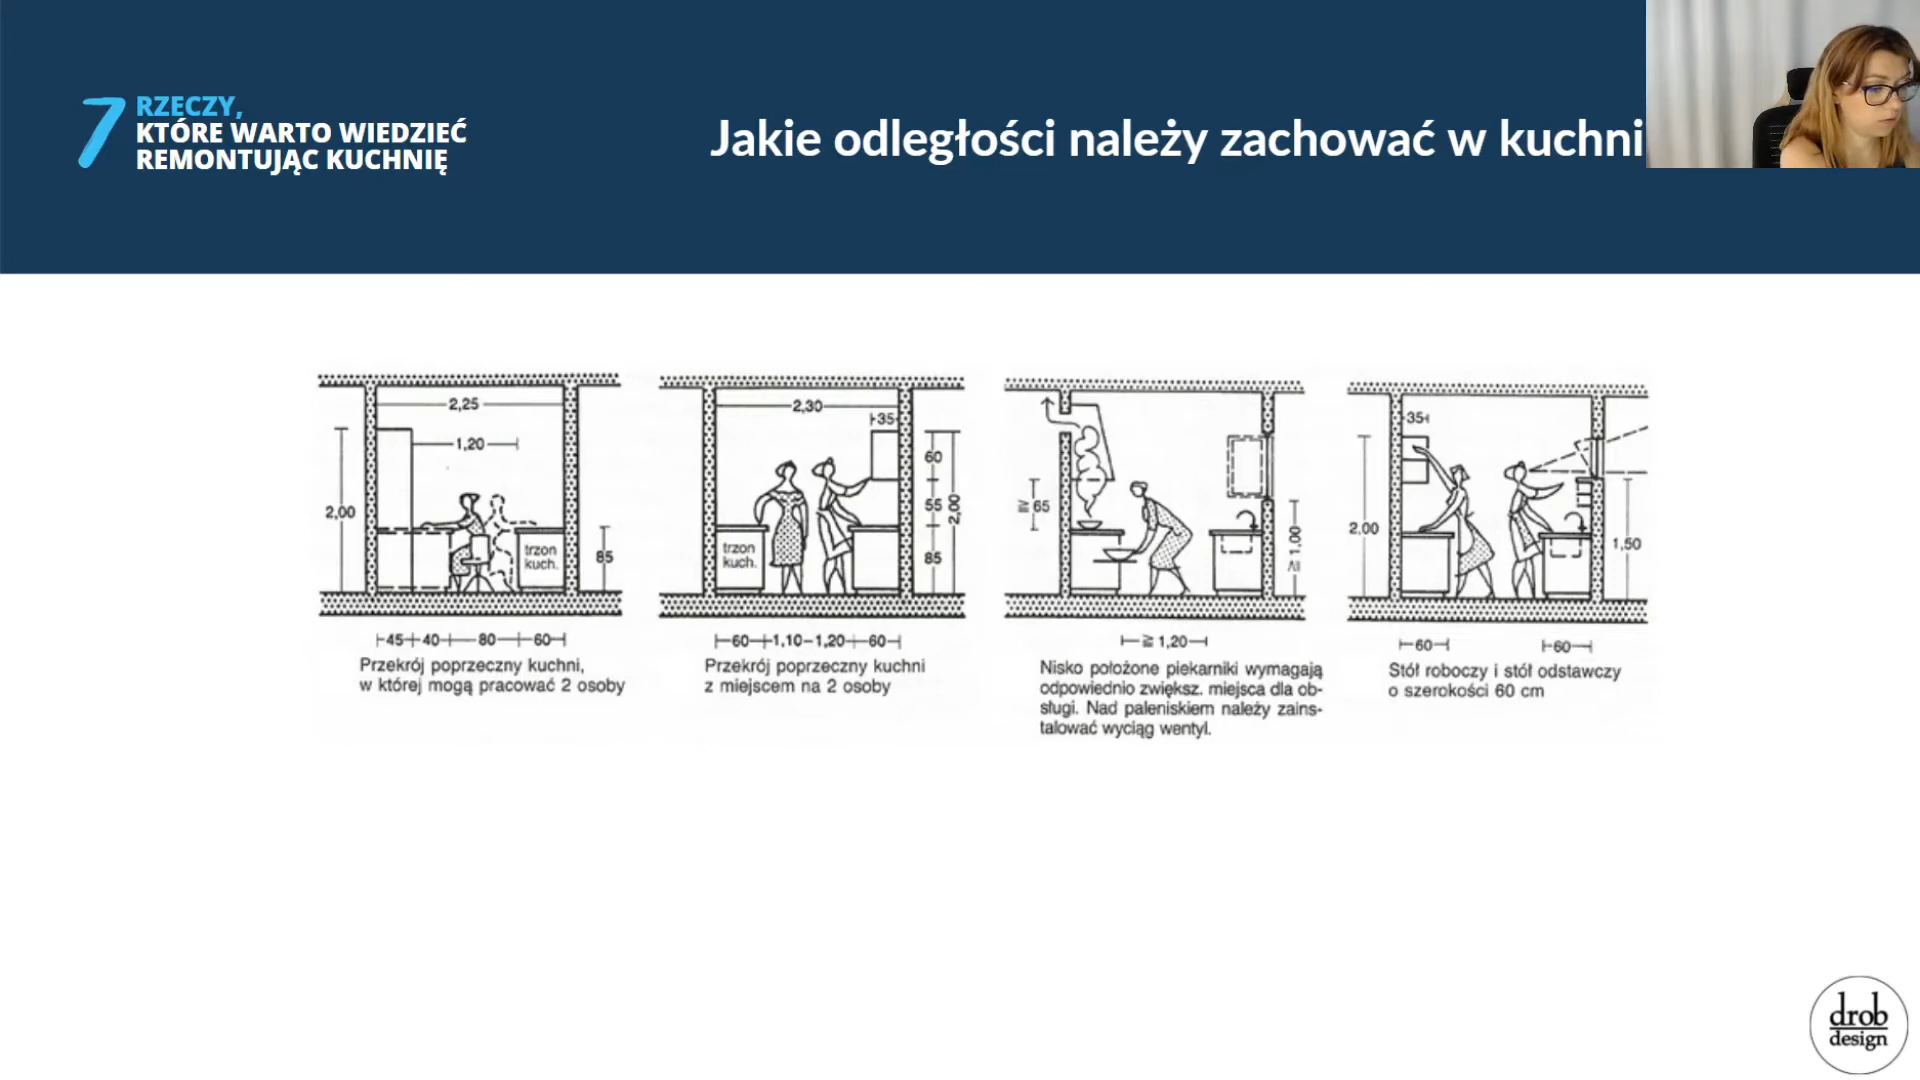 7 RZECZY,
KTÓRE WARTO WIEDZIEĆ
REMONTUJĄC KUCHNIĘ
Jakie odległości należy zachować w kuchni
2,25
1,20
2,00
trzon
kuch.
85
45 40 80 60
Przekrój poprzeczny kuchni,
w której mogą pracować 2 osoby
2,30
35
60
55
2,00
85
trzon
kuch.
60 1,10-1,20 60
Przekrój poprzeczny kuchni
z miejscem na 2 osoby
≧ 65
≧ 1,00
≧ 1,20
Nisko położone piekarniki wymagają
odpowiednio zwiększ. miejsca dla ob-
sługi. Nad paleniskiem należy zains-
talować wyciąg wentyl.
35
2,00
1,50
60 60
Stół roboczy i stół odstawczy
o szerokości 60 cm
drob
design